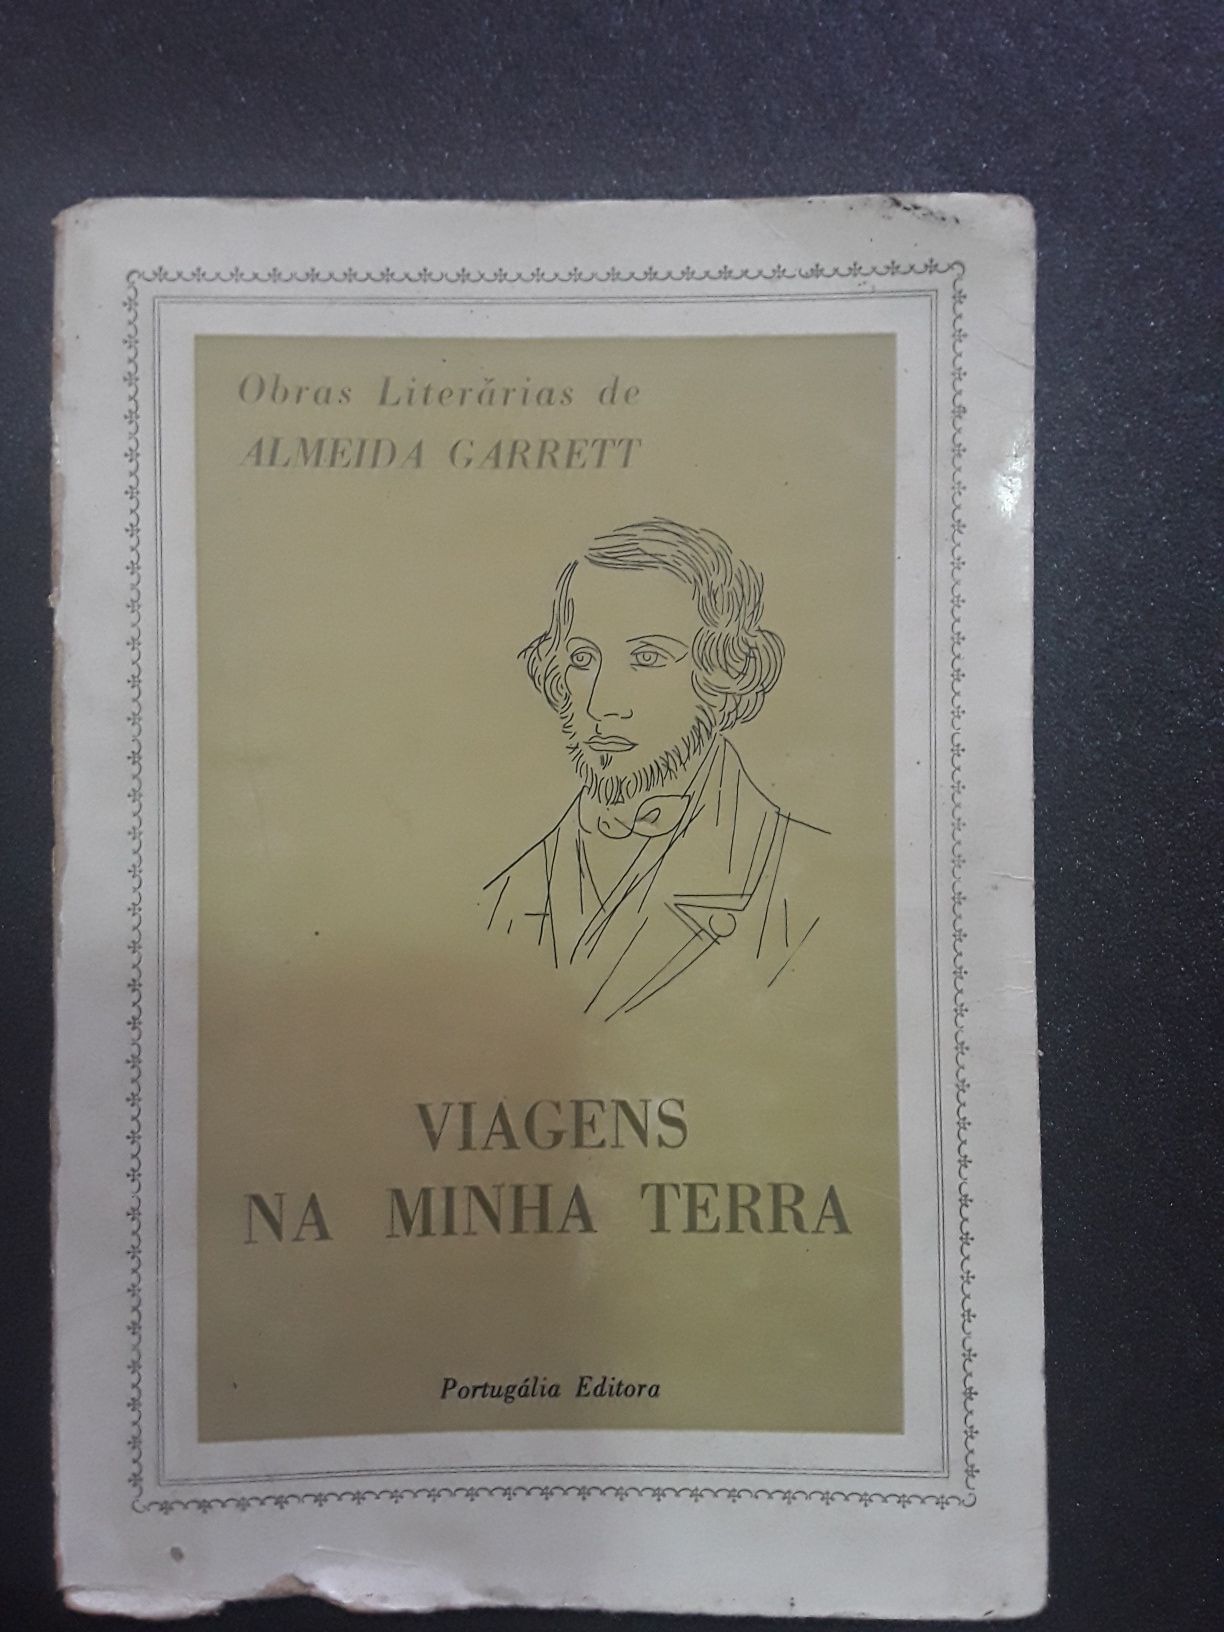 Obras Literárias de
ALMEIDA GARRETT
VIAGENS
NA MINHA TERRA
Portugália Editora